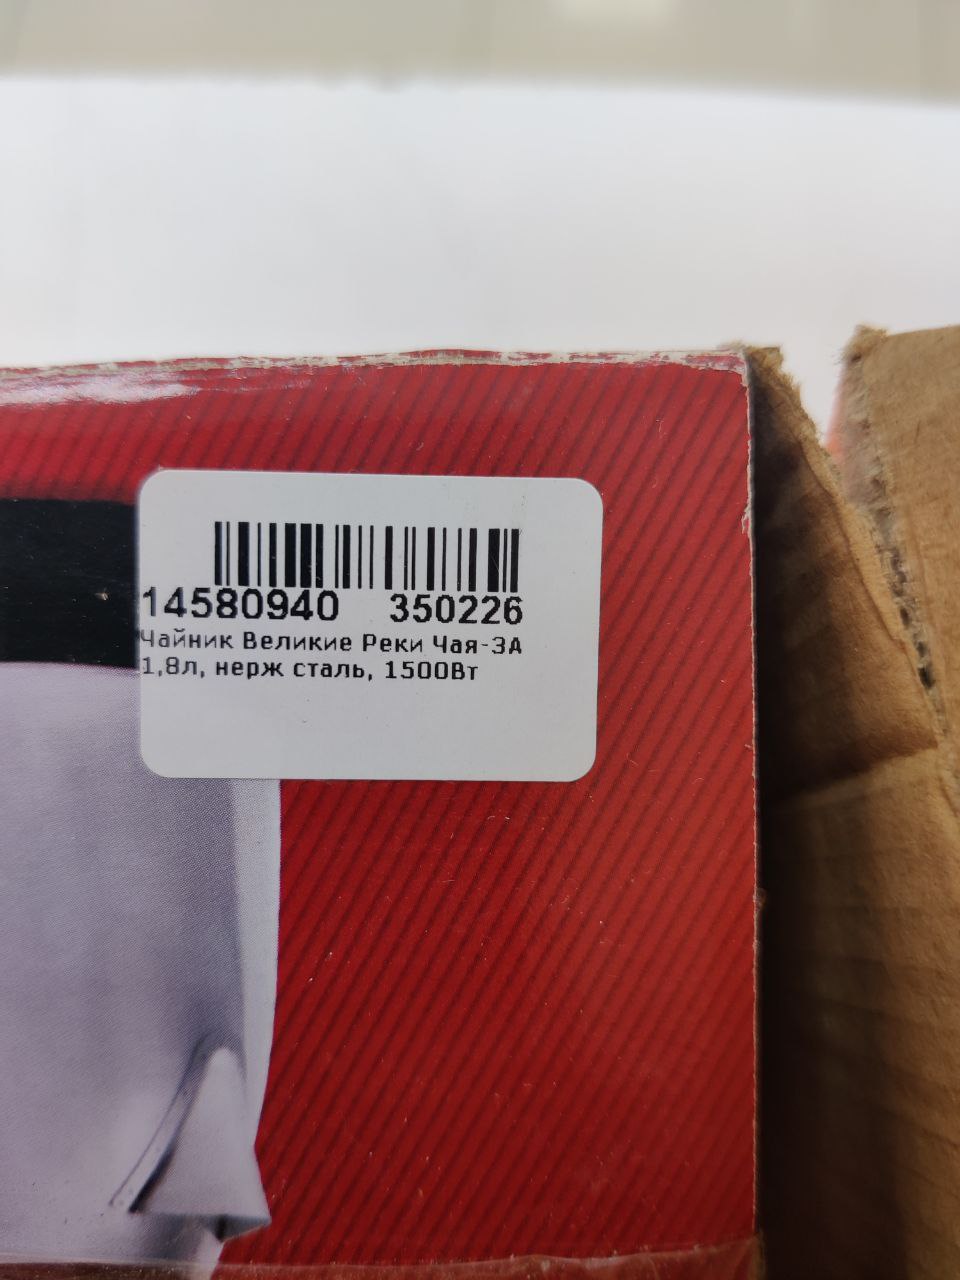 14580940 350226
Чайник Великие Реки Чая-3А
1,8л, нерж сталь, 1500Вт